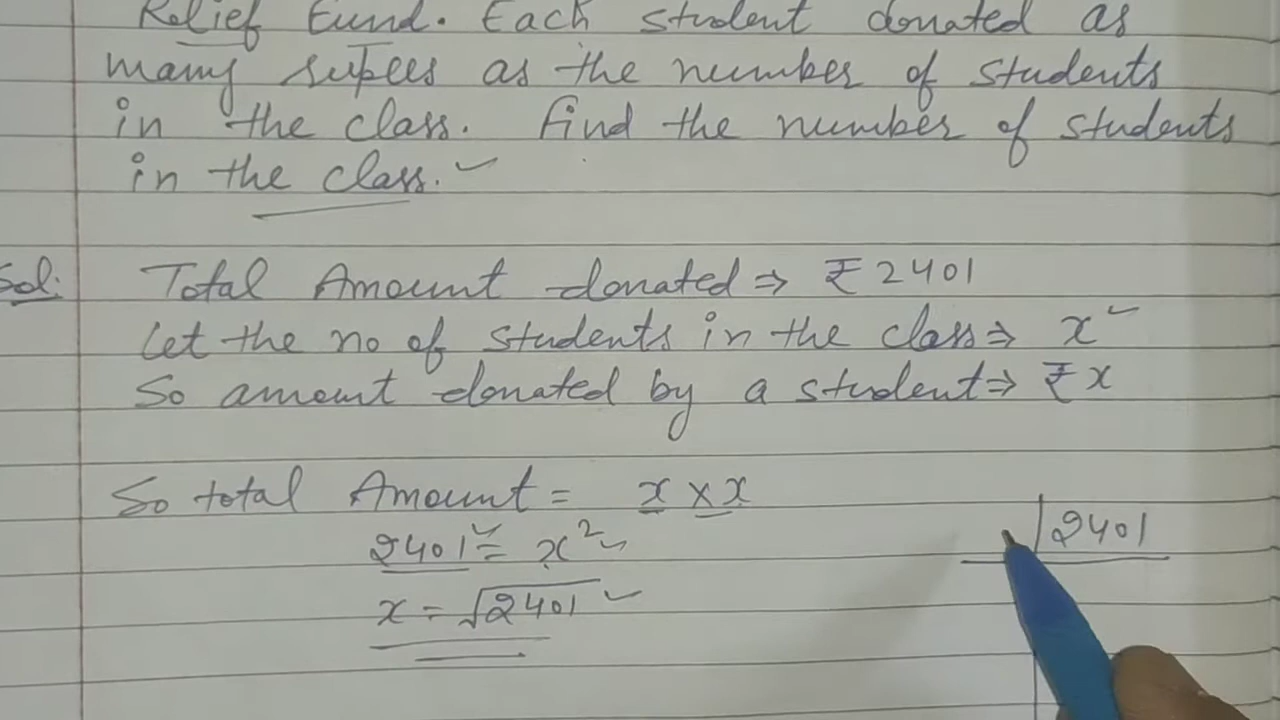 Relief Fund. Each student donated as
many rupees as the number of students
in the class. Find the number of students
in the class.
Sol: Total Amount donated ⇒ ₹ 2401
Let the no of students in the class ⇒ x
So amount donated by a student ⇒ ₹ x
So total Amount = x × x
2401 = x²
x = √2401
2401